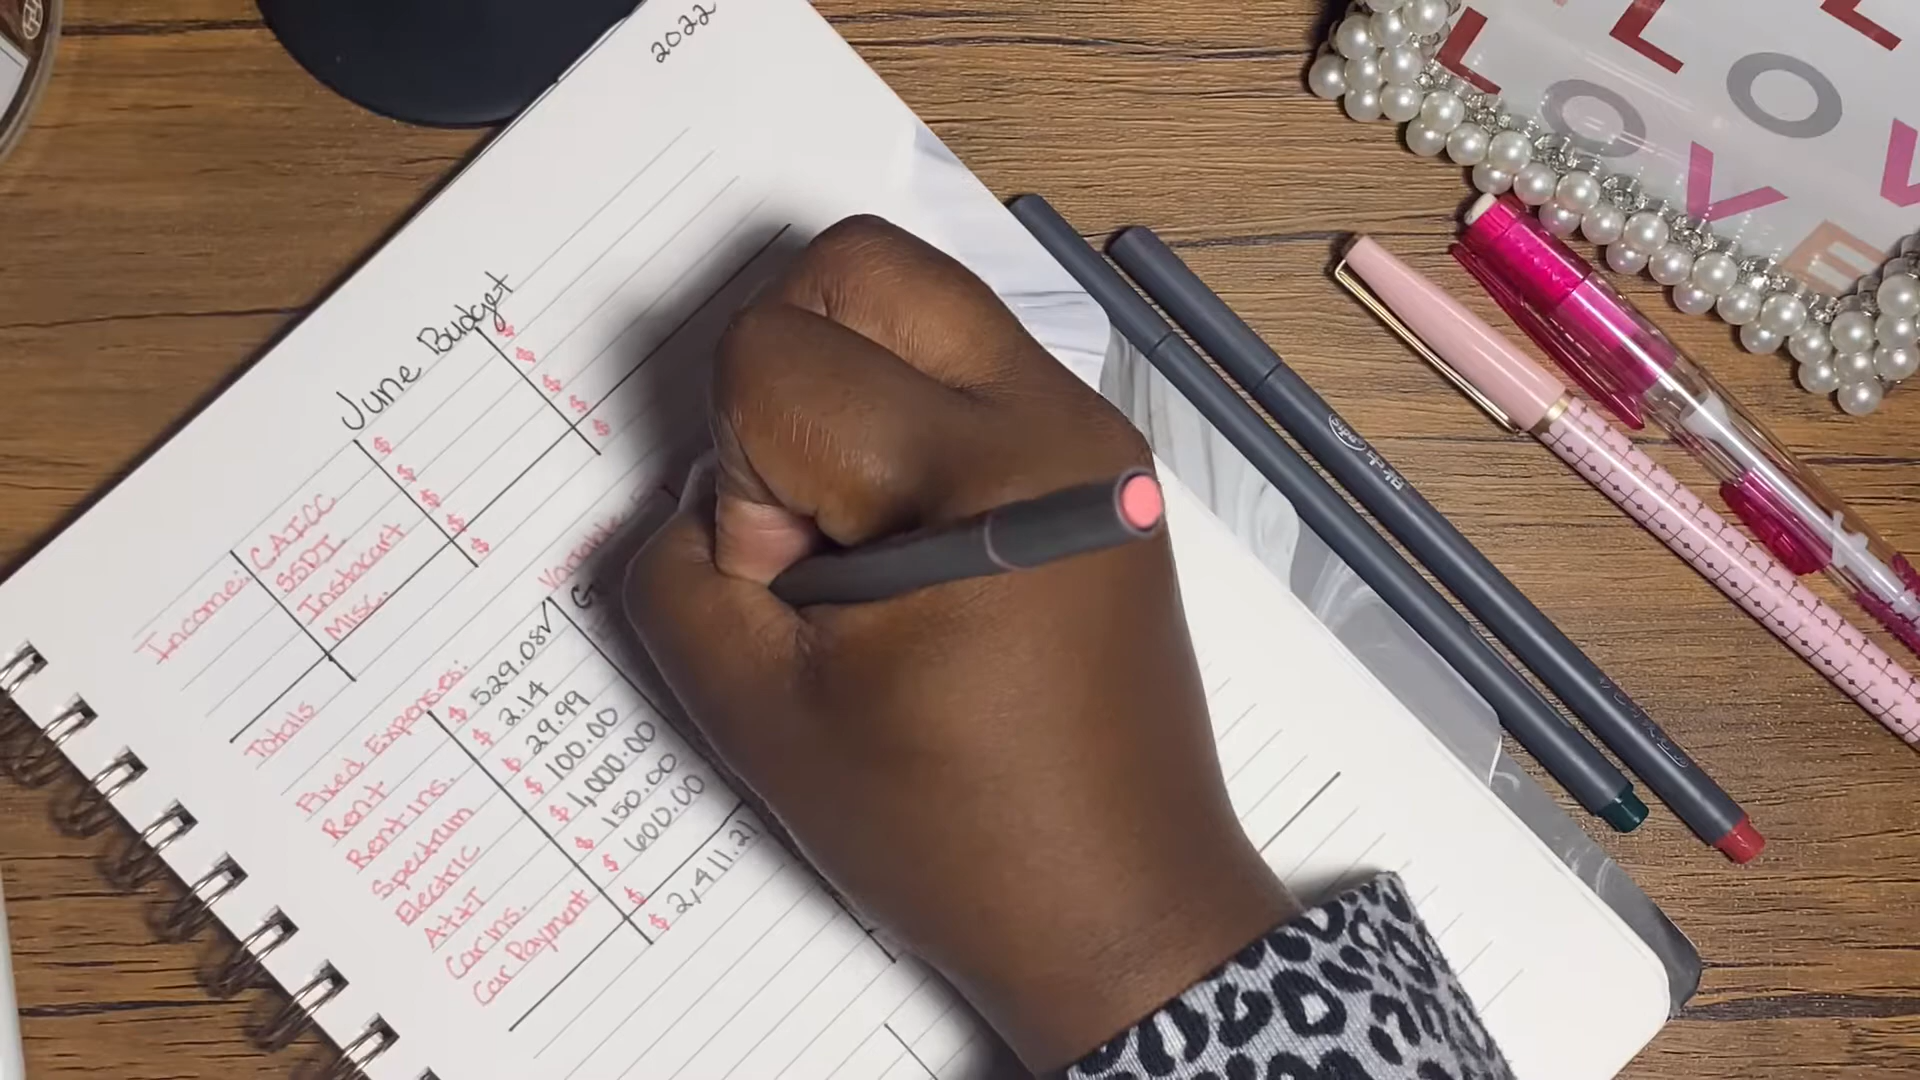 2022
June Budget
Income: CAICC $ $
SSDI $ $
Instacart $ $
Misc. $ $
Totals $ $
Fixed Expenses: Variable
Rent $ 529.08√
Rent ins. $ 2.14
Spectrum $ 29.99
Electric $ 100.00
AT&T $ 1,000.00
Car ins. $ 150.00
Car Payment $ 600.00
$ 2,411.21
L
L O V
L O V E